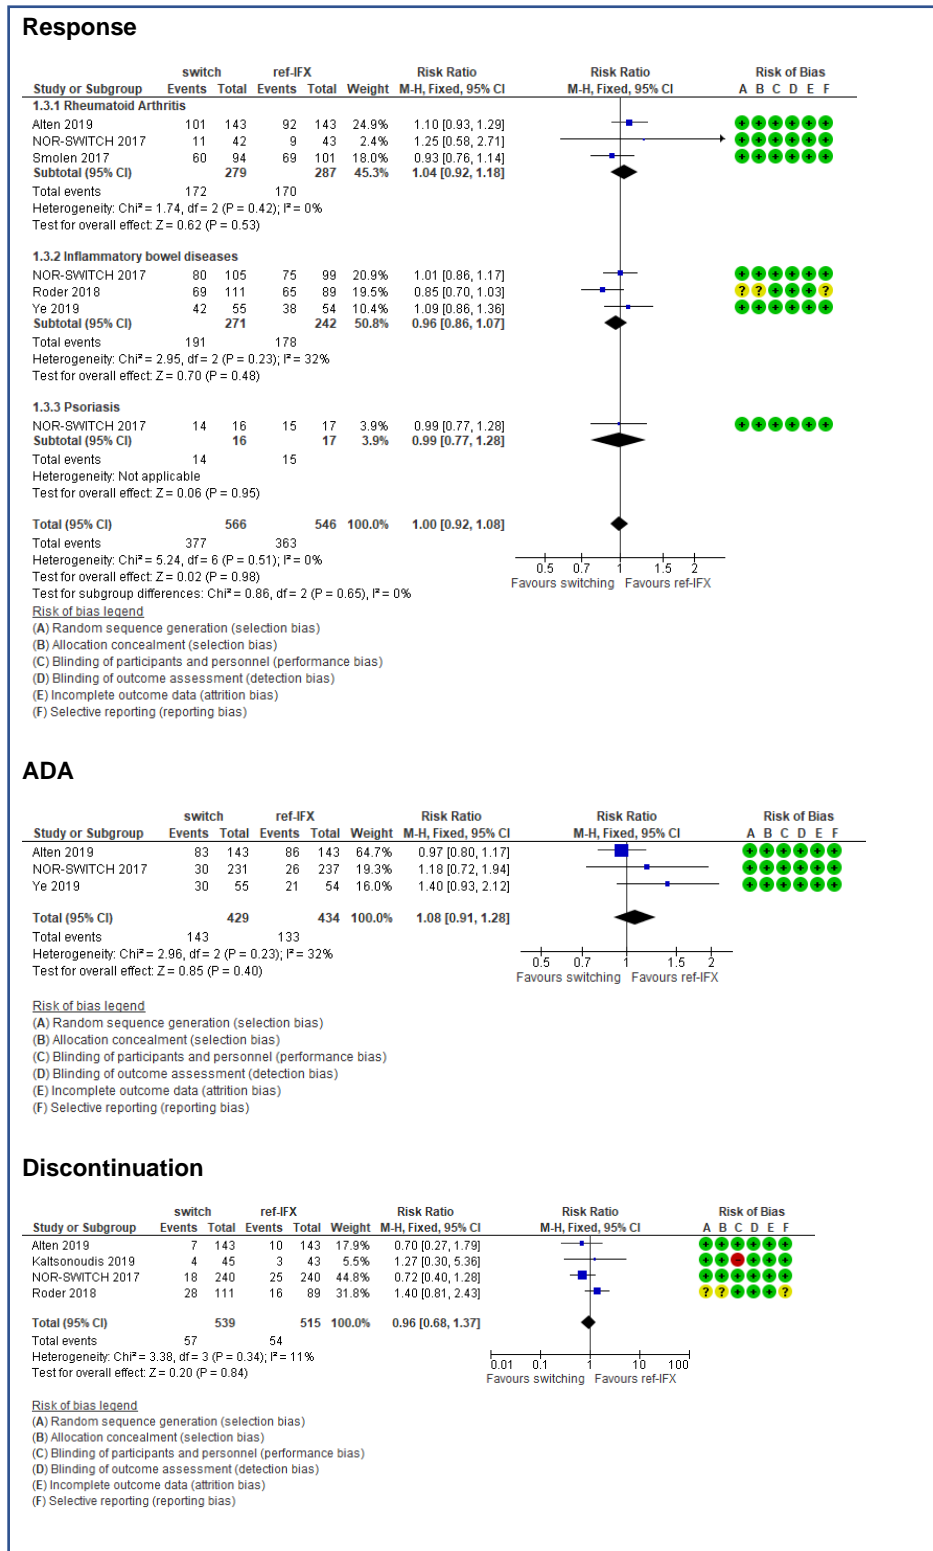 Response
switch ref-IFX Risk Ratio Risk Ratio Risk of Bias
Study or Subgroup Events Total Events Total Weight M-H, Fixed, 95% CI M-H, Fixed, 95% CI A B C D E F
1.3.1 Rheumatoid Arthritis
Alten 2019 101 143 92 143 24.9% 1.10 [0.93, 1.29] + + + + + +
NOR-SWITCH 2017 11 42 9 43 2.4% 1.25 [0.58, 2.71] + + + + + +
Smolen 2017 60 94 69 101 18.0% 0.93 [0.76, 1.14] + + + + + +
Subtotal (95% CI) 279 287 45.3% 1.04 [0.92, 1.18]
Total events 172 170
Heterogeneity: Chi² = 1.74, df = 2 (P = 0.42); I² = 0%
Test for overall effect: Z = 0.62 (P = 0.53)
1.3.2 Inflammatory bowel diseases
NOR-SWITCH 2017 80 105 75 99 20.9% 1.01 [0.86, 1.17] + + + + + +
Roder 2018 69 111 65 89 19.5% 0.85 [0.70, 1.03] ? ? + + + ?
Ye 2019 42 55 38 54 10.4% 1.09 [0.86, 1.36] + + + + + +
Subtotal (95% CI) 271 242 50.8% 0.96 [0.86, 1.07]
Total events 191 178
Heterogeneity: Chi² = 2.95, df = 2 (P = 0.23); I² = 32%
Test for overall effect: Z = 0.70 (P = 0.48)
1.3.3 Psoriasis
NOR-SWITCH 2017 14 16 15 17 3.9% 0.99 [0.77, 1.28] + + + + + +
Subtotal (95% CI) 16 17 3.9% 0.99 [0.77, 1.28]
Total events 14 15
Heterogeneity: Not applicable
Test for overall effect: Z = 0.06 (P = 0.95)
Total (95% CI) 566 546 100.0% 1.00 [0.92, 1.08]
Total events 377 363
Heterogeneity: Chi² = 5.24, df = 6 (P = 0.51); I² = 0%
Test for overall effect: Z = 0.02 (P = 0.98)
Test for subgroup differences: Chi² = 0.86, df = 2 (P = 0.65), I² = 0%
0.5 0.7 1 1.5 2
Favours switching Favours ref-IFX
Risk of bias legend
(A) Random sequence generation (selection bias)
(B) Allocation concealment (selection bias)
(C) Blinding of participants and personnel (performance bias)
(D) Blinding of outcome assessment (detection bias)
(E) Incomplete outcome data (attrition bias)
(F) Selective reporting (reporting bias)
ADA
switch ref-IFX Risk Ratio Risk Ratio Risk of Bias
Study or Subgroup Events Total Events Total Weight M-H, Fixed, 95% CI M-H, Fixed, 95% CI A B C D E F
Alten 2019 83 143 86 143 64.7% 0.97 [0.80, 1.17] + + + + + +
NOR-SWITCH 2017 30 231 26 237 19.3% 1.18 [0.72, 1.94] + + + + + +
Ye 2019 30 55 21 54 16.0% 1.40 [0.93, 2.12] + + + + + +
Total (95% CI) 429 434 100.0% 1.08 [0.91, 1.28]
Total events 143 133
Heterogeneity: Chi² = 2.96, df = 2 (P = 0.23); I² = 32%
Test for overall effect: Z = 0.85 (P = 0.40)
0.5 0.7 1 1.5 2
Favours switching Favours ref-IFX
Risk of bias legend
(A) Random sequence generation (selection bias)
(B) Allocation concealment (selection bias)
(C) Blinding of participants and personnel (performance bias)
(D) Blinding of outcome assessment (detection bias)
(E) Incomplete outcome data (attrition bias)
(F) Selective reporting (reporting bias)
Discontinuation
switch ref-IFX Risk Ratio Risk Ratio Risk of Bias
Study or Subgroup Events Total Events Total Weight M-H, Fixed, 95% CI M-H, Fixed, 95% CI A B C D E F
Alten 2019 7 143 10 143 17.9% 0.70 [0.27, 1.79] + + + + + +
Kaltsonoudis 2019 4 45 3 43 5.5% 1.27 [0.30, 5.36] + + - + + +
NOR-SWITCH 2017 18 240 25 240 44.8% 0.72 [0.40, 1.28] + + + + + +
Roder 2018 28 111 16 89 31.8% 1.40 [0.81, 2.43] ? ? + + + ?
Total (95% CI) 539 515 100.0% 0.96 [0.68, 1.37]
Total events 57 54
Heterogeneity: Chi² = 3.38, df = 3 (P = 0.34); I² = 11%
Test for overall effect: Z = 0.20 (P = 0.84)
0.01 0.1 1 10 100
Favours switching Favours ref-IFX
Risk of bias legend
(A) Random sequence generation (selection bias)
(B) Allocation concealment (selection bias)
(C) Blinding of participants and personnel (performance bias)
(D) Blinding of outcome assessment (detection bias)
(E) Incomplete outcome data (attrition bias)
(F) Selective reporting (reporting bias)